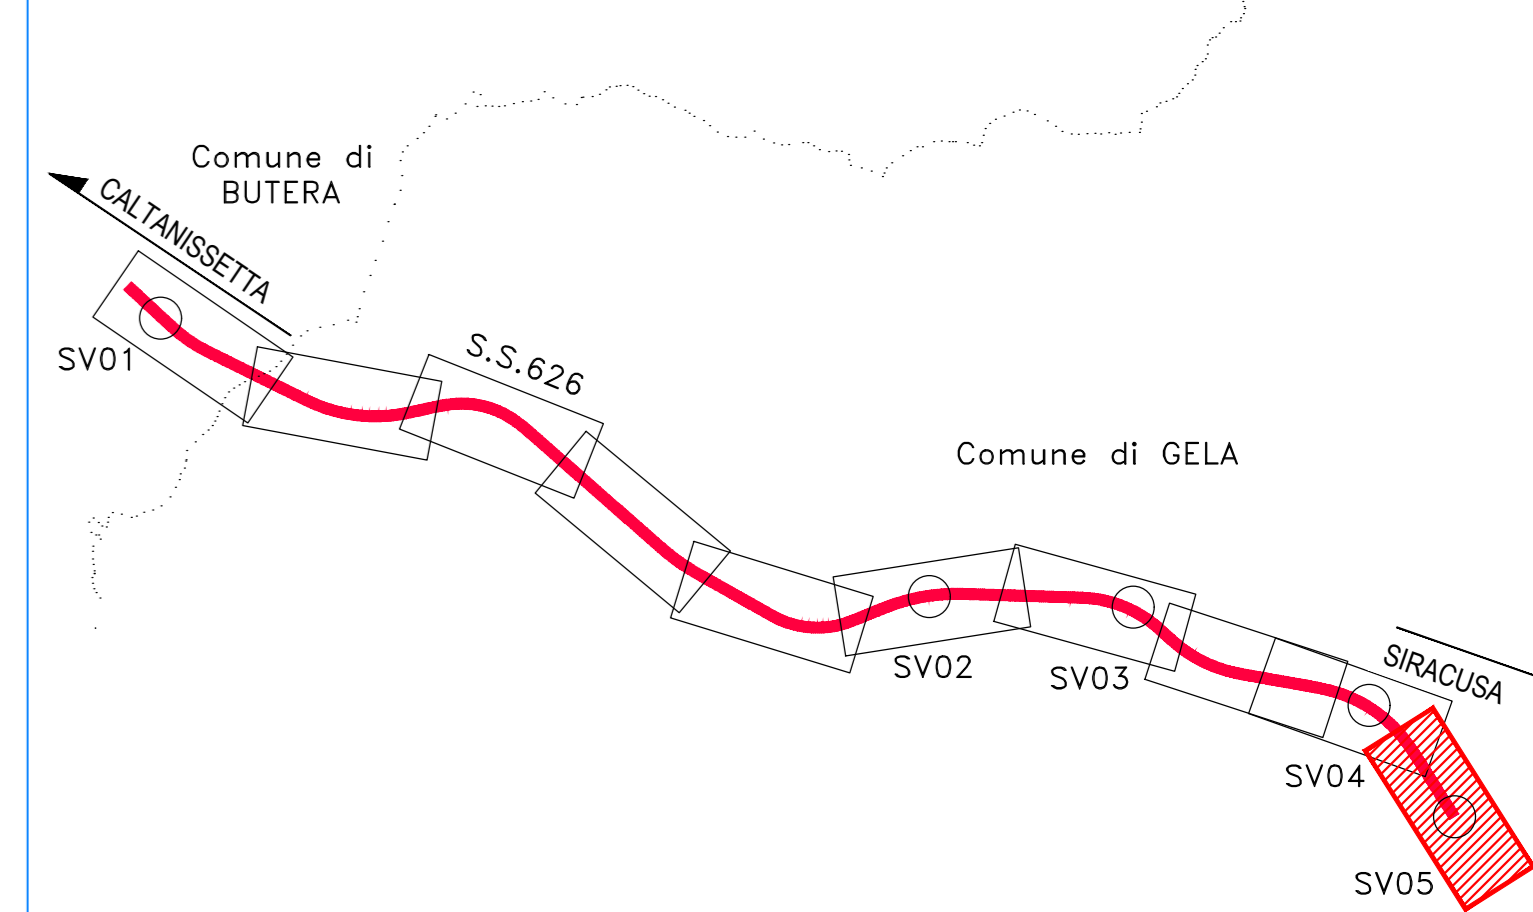 Comune di
BUTERA
CALTANISSETTA
SV01
S.S.626
Comune di GELA
SV02
SV03
SIRACUSA
SV04
SV05